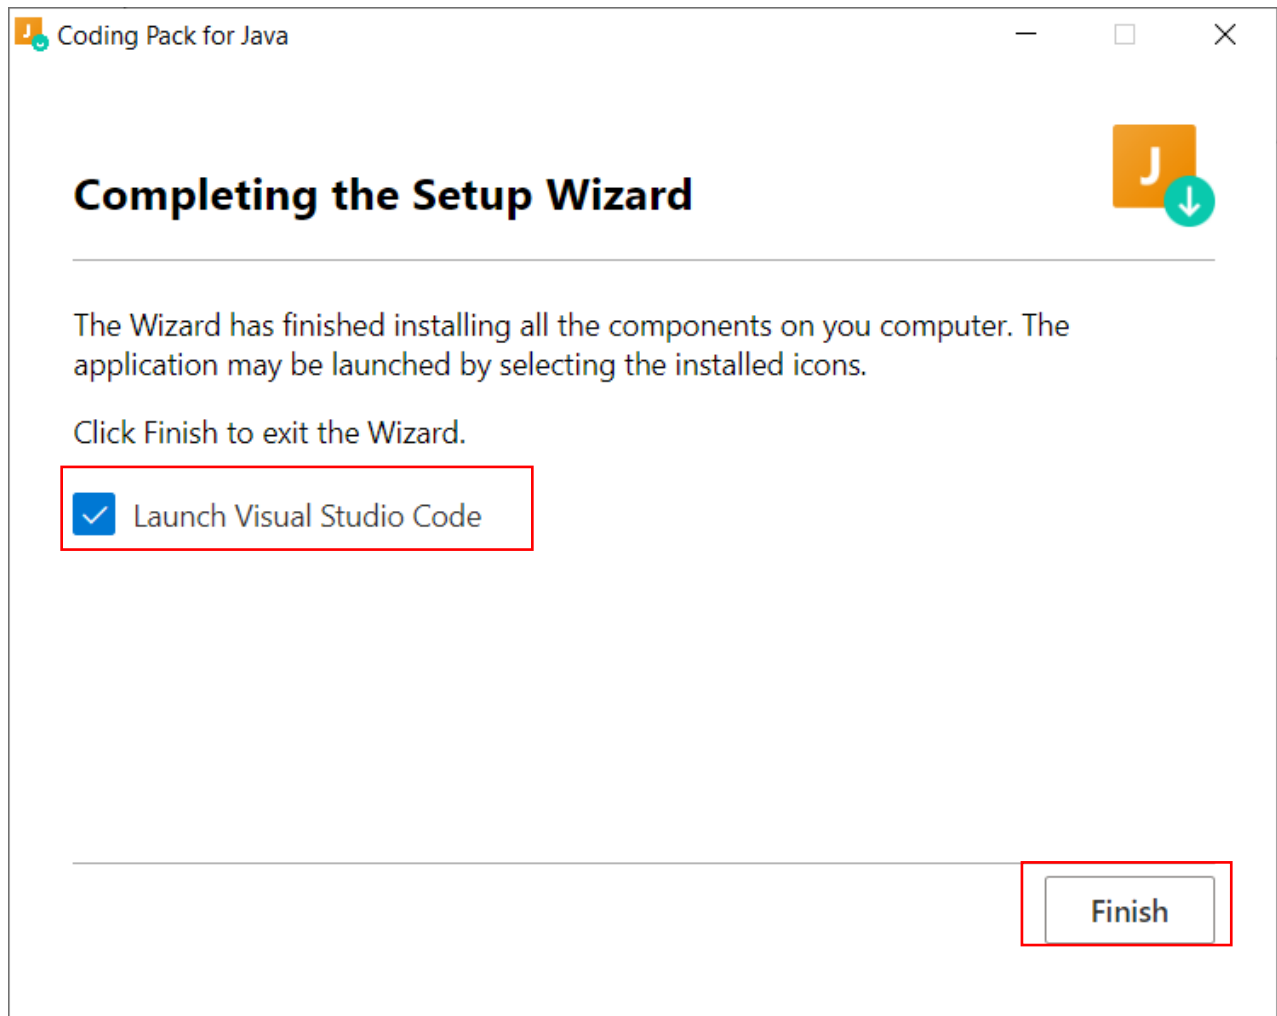 J Coding Pack for Java
J
Completing the Setup Wizard
The Wizard has finished installing all the components on you computer. The
application may be launched by selecting the installed icons.
Click Finish to exit the Wizard.
Launch Visual Studio Code
Finish